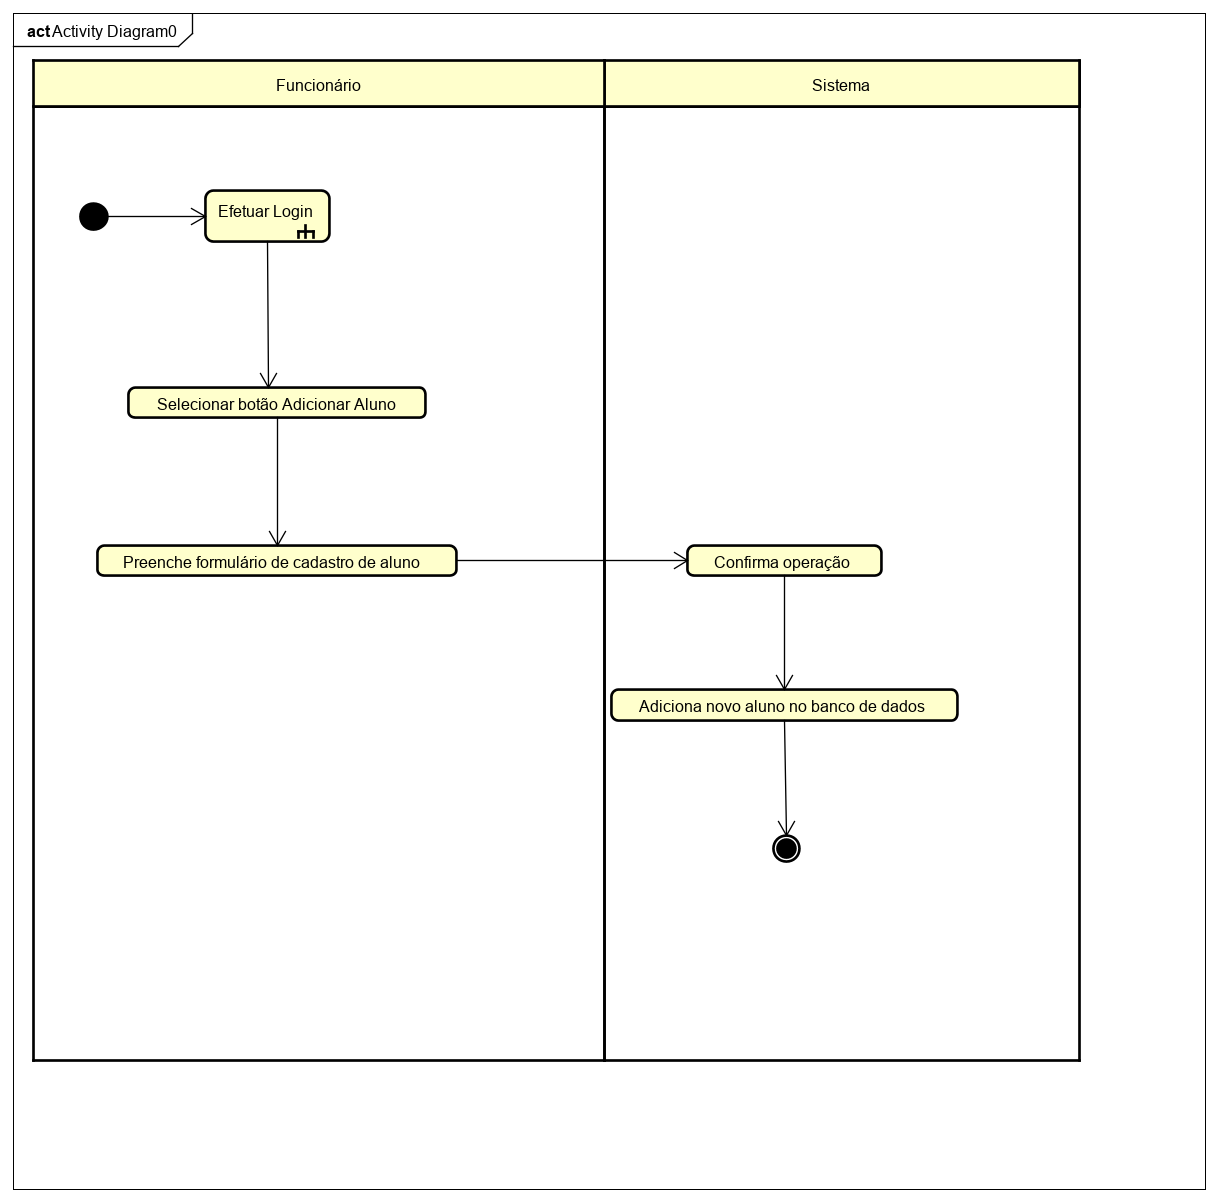 act Activity Diagram0
Funcionário
Sistema
Efetuar Login
Selecionar botão Adicionar Aluno
Preenche formulário de cadastro de aluno
Confirma operação
Adiciona novo aluno no banco de dados